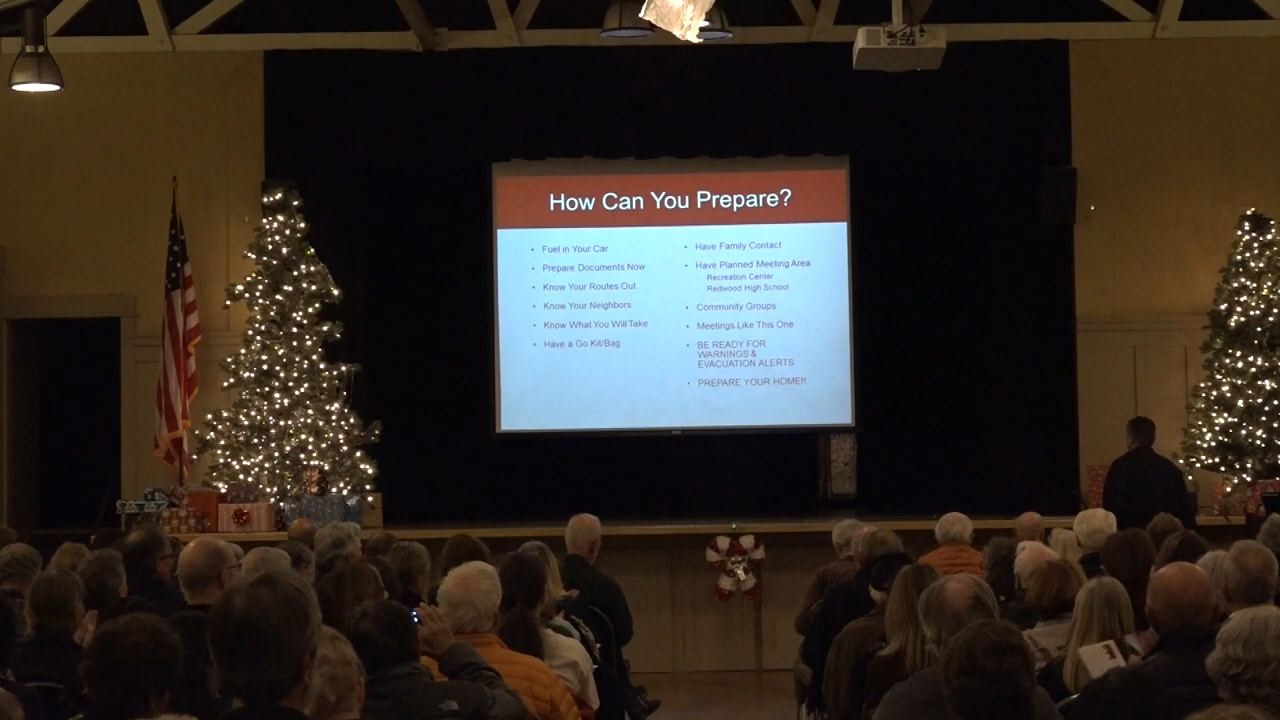 How Can You Prepare?
Fuel in Your Car
Prepare Documents Now
Know Your Routes Out
Know Your Neighbors
Know What You Will Take
Have a Go Kit/Bag
Have Family Contact
Have Planned Meeting Area
Recreation Center
Redwood High School
Community Groups
Meetings Like This One
BE READY FOR
WARNINGS &
EVACUATION ALERTS
PREPARE YOUR HOME!!